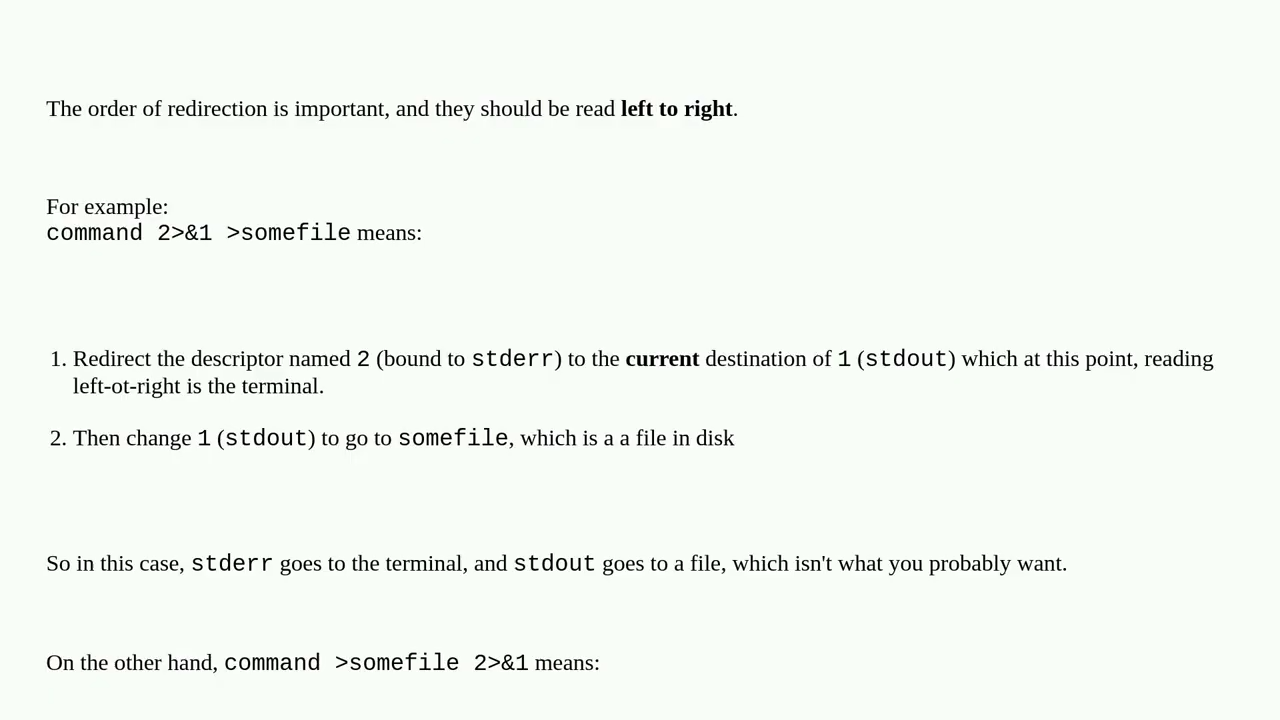 The order of redirection is important, and they should be read left to right.
For example:
command 2>&1 >somefile means:
1. Redirect the descriptor named 2 (bound to stderr) to the current destination of 1 (stdout) which at this point, reading
left-ot-right is the terminal.
2. Then change 1 (stdout) to go to somefile, which is a a file in disk
So in this case, stderr goes to the terminal, and stdout goes to a file, which isn't what you probably want.
On the other hand, command >somefile 2>&1 means: